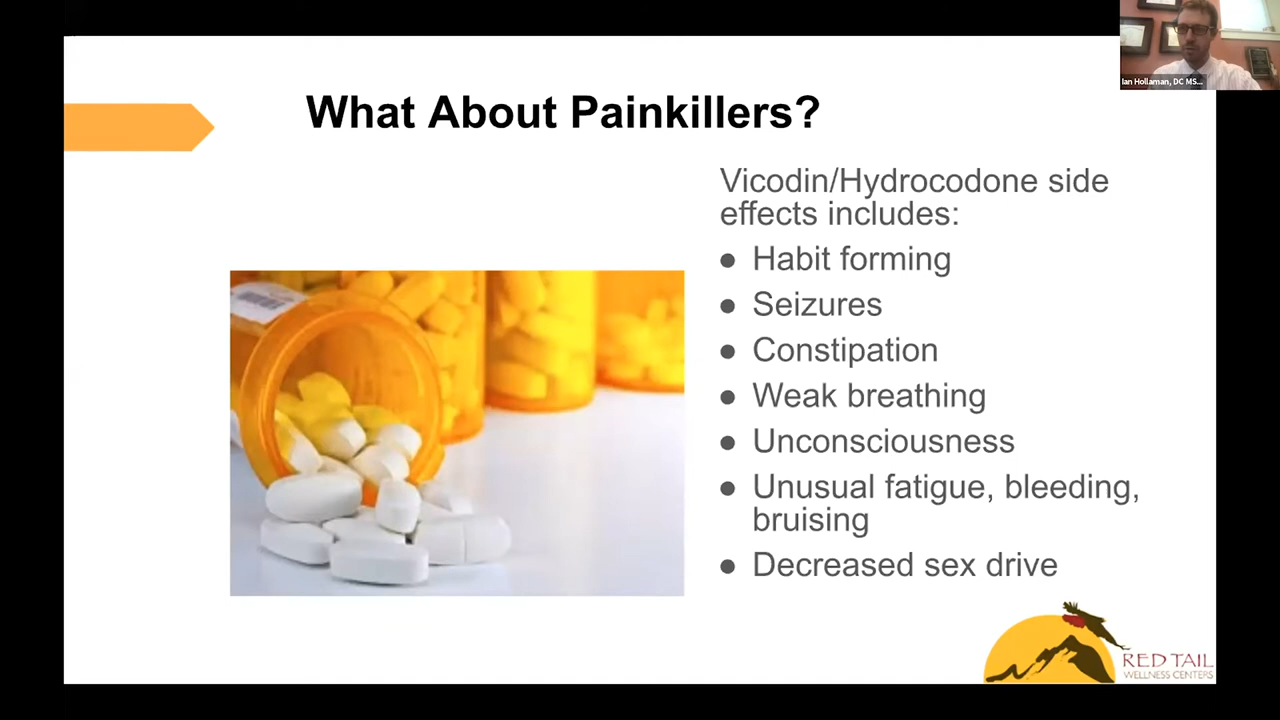 Ian Hollaman, DC MS...
What About Painkillers?
Vicodin/Hydrocodone side
effects includes:
● Habit forming
● Seizures
● Constipation
● Weak breathing
● Unconsciousness
● Unusual fatigue, bleeding,
bruising
● Decreased sex drive
RED TAIL
WELLNESS CENTERS